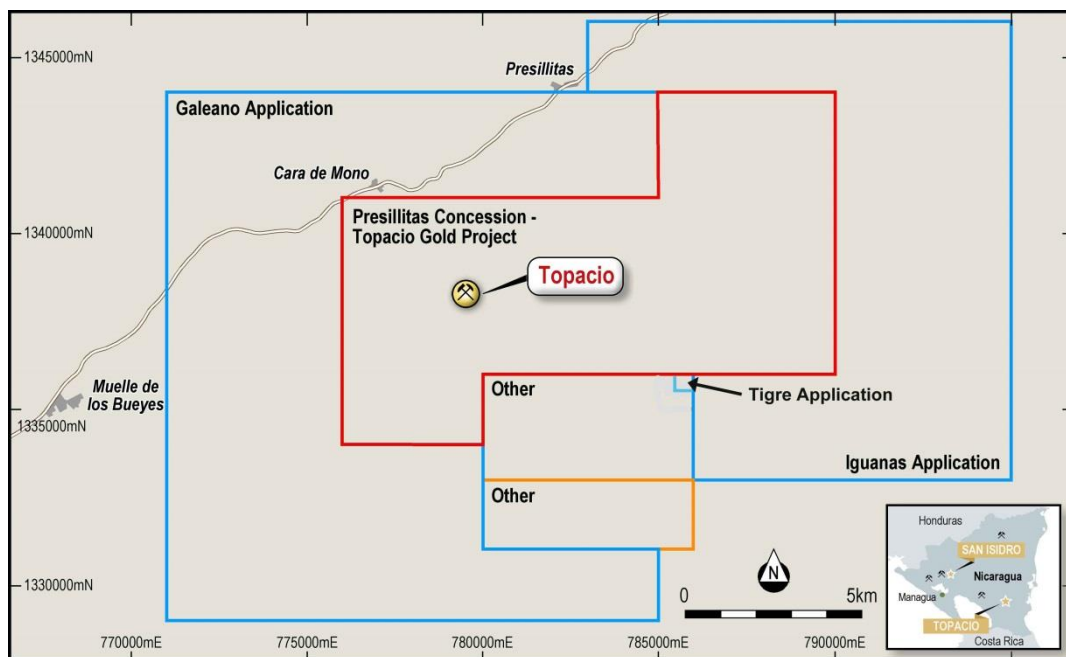 1345000mN
Presillitas
Galeano Application
Cara de Mono
Presillitas Concession -
Topacio Gold Project
1340000mN
Topacio
Other
Tigre Application
Muelle de
los Bueyes
1335000mN
Iguanas Application
Other
1330000mN
N
0
5km
770000mE
775000mE
780000mE
785000mE
790000mE
Honduras
SAN ISIDRO
Nicaragua
Managua
TOPACIO
Costa Rica